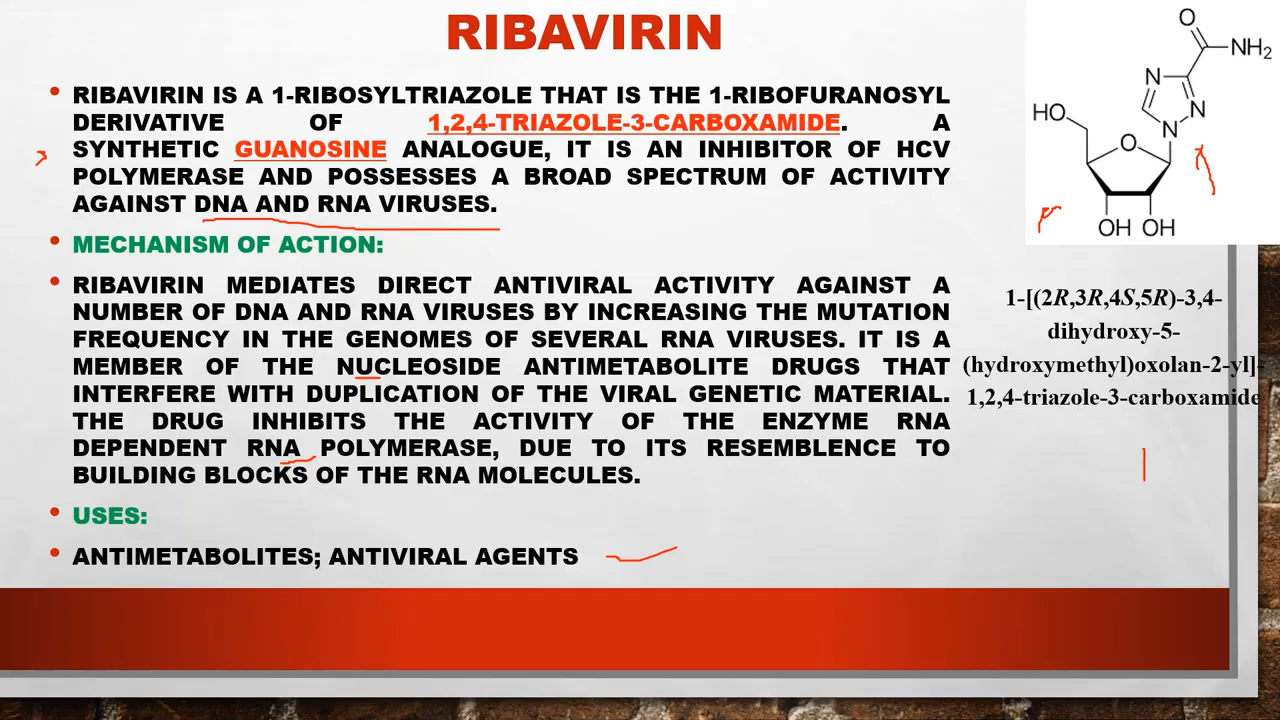 RIBAVIRIN
• RIBAVIRIN IS A 1-RIBOSYLTRIAZOLE THAT IS THE 1-RIBOFURANOSYL
DERIVATIVE OF 1,2,4-TRIAZOLE-3-CARBOXAMIDE. A
SYNTHETIC GUANOSINE ANALOGUE, IT IS AN INHIBITOR OF HCV
POLYMERASE AND POSSESSES A BROAD SPECTRUM OF ACTIVITY
AGAINST DNA AND RNA VIRUSES.
• MECHANISM OF ACTION:
• RIBAVIRIN MEDIATES DIRECT ANTIVIRAL ACTIVITY AGAINST A
NUMBER OF DNA AND RNA VIRUSES BY INCREASING THE MUTATION
FREQUENCY IN THE GENOMES OF SEVERAL RNA VIRUSES. IT IS A
MEMBER OF THE NUCLEOSIDE ANTIMETABOLITE DRUGS THAT
INTERFERE WITH DUPLICATION OF THE VIRAL GENETIC MATERIAL.
THE DRUG INHIBITS THE ACTIVITY OF THE ENZYME RNA
DEPENDENT RNA POLYMERASE, DUE TO ITS RESEMBLENCE TO
BUILDING BLOCKS OF THE RNA MOLECULES.
• USES:
• ANTIMETABOLITES; ANTIVIRAL AGENTS
O
NH2
N
N
N
HO
O
OH OH
1-[(2R,3R,4S,5R)-3,4-
dihydroxy-5-
(hydroxymethyl)oxolan-2-yl]-
1,2,4-triazole-3-carboxamide